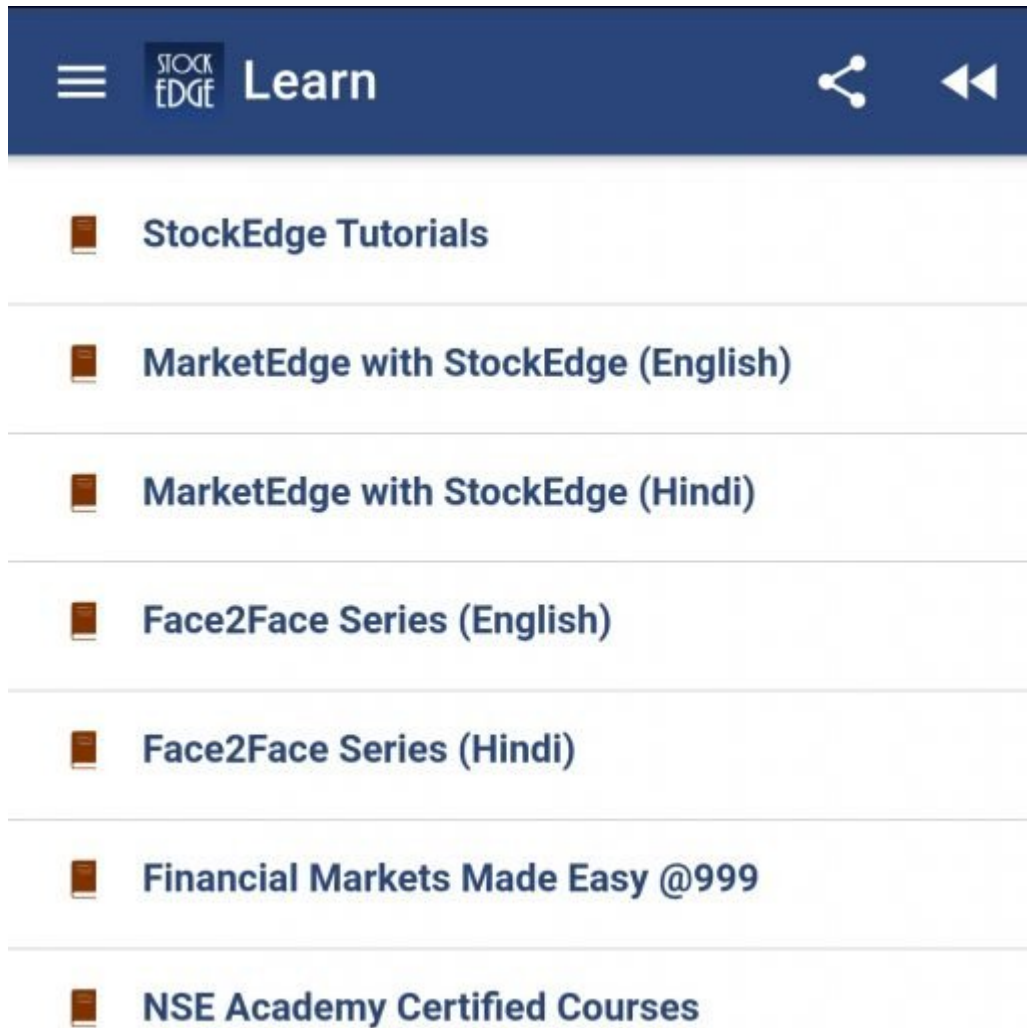 STOCK
EDGE
Learn
StockEdge Tutorials
MarketEdge with StockEdge (English)
MarketEdge with StockEdge (Hindi)
Face2Face Series (English)
Face2Face Series (Hindi)
Financial Markets Made Easy @999
NSE Academy Certified Courses